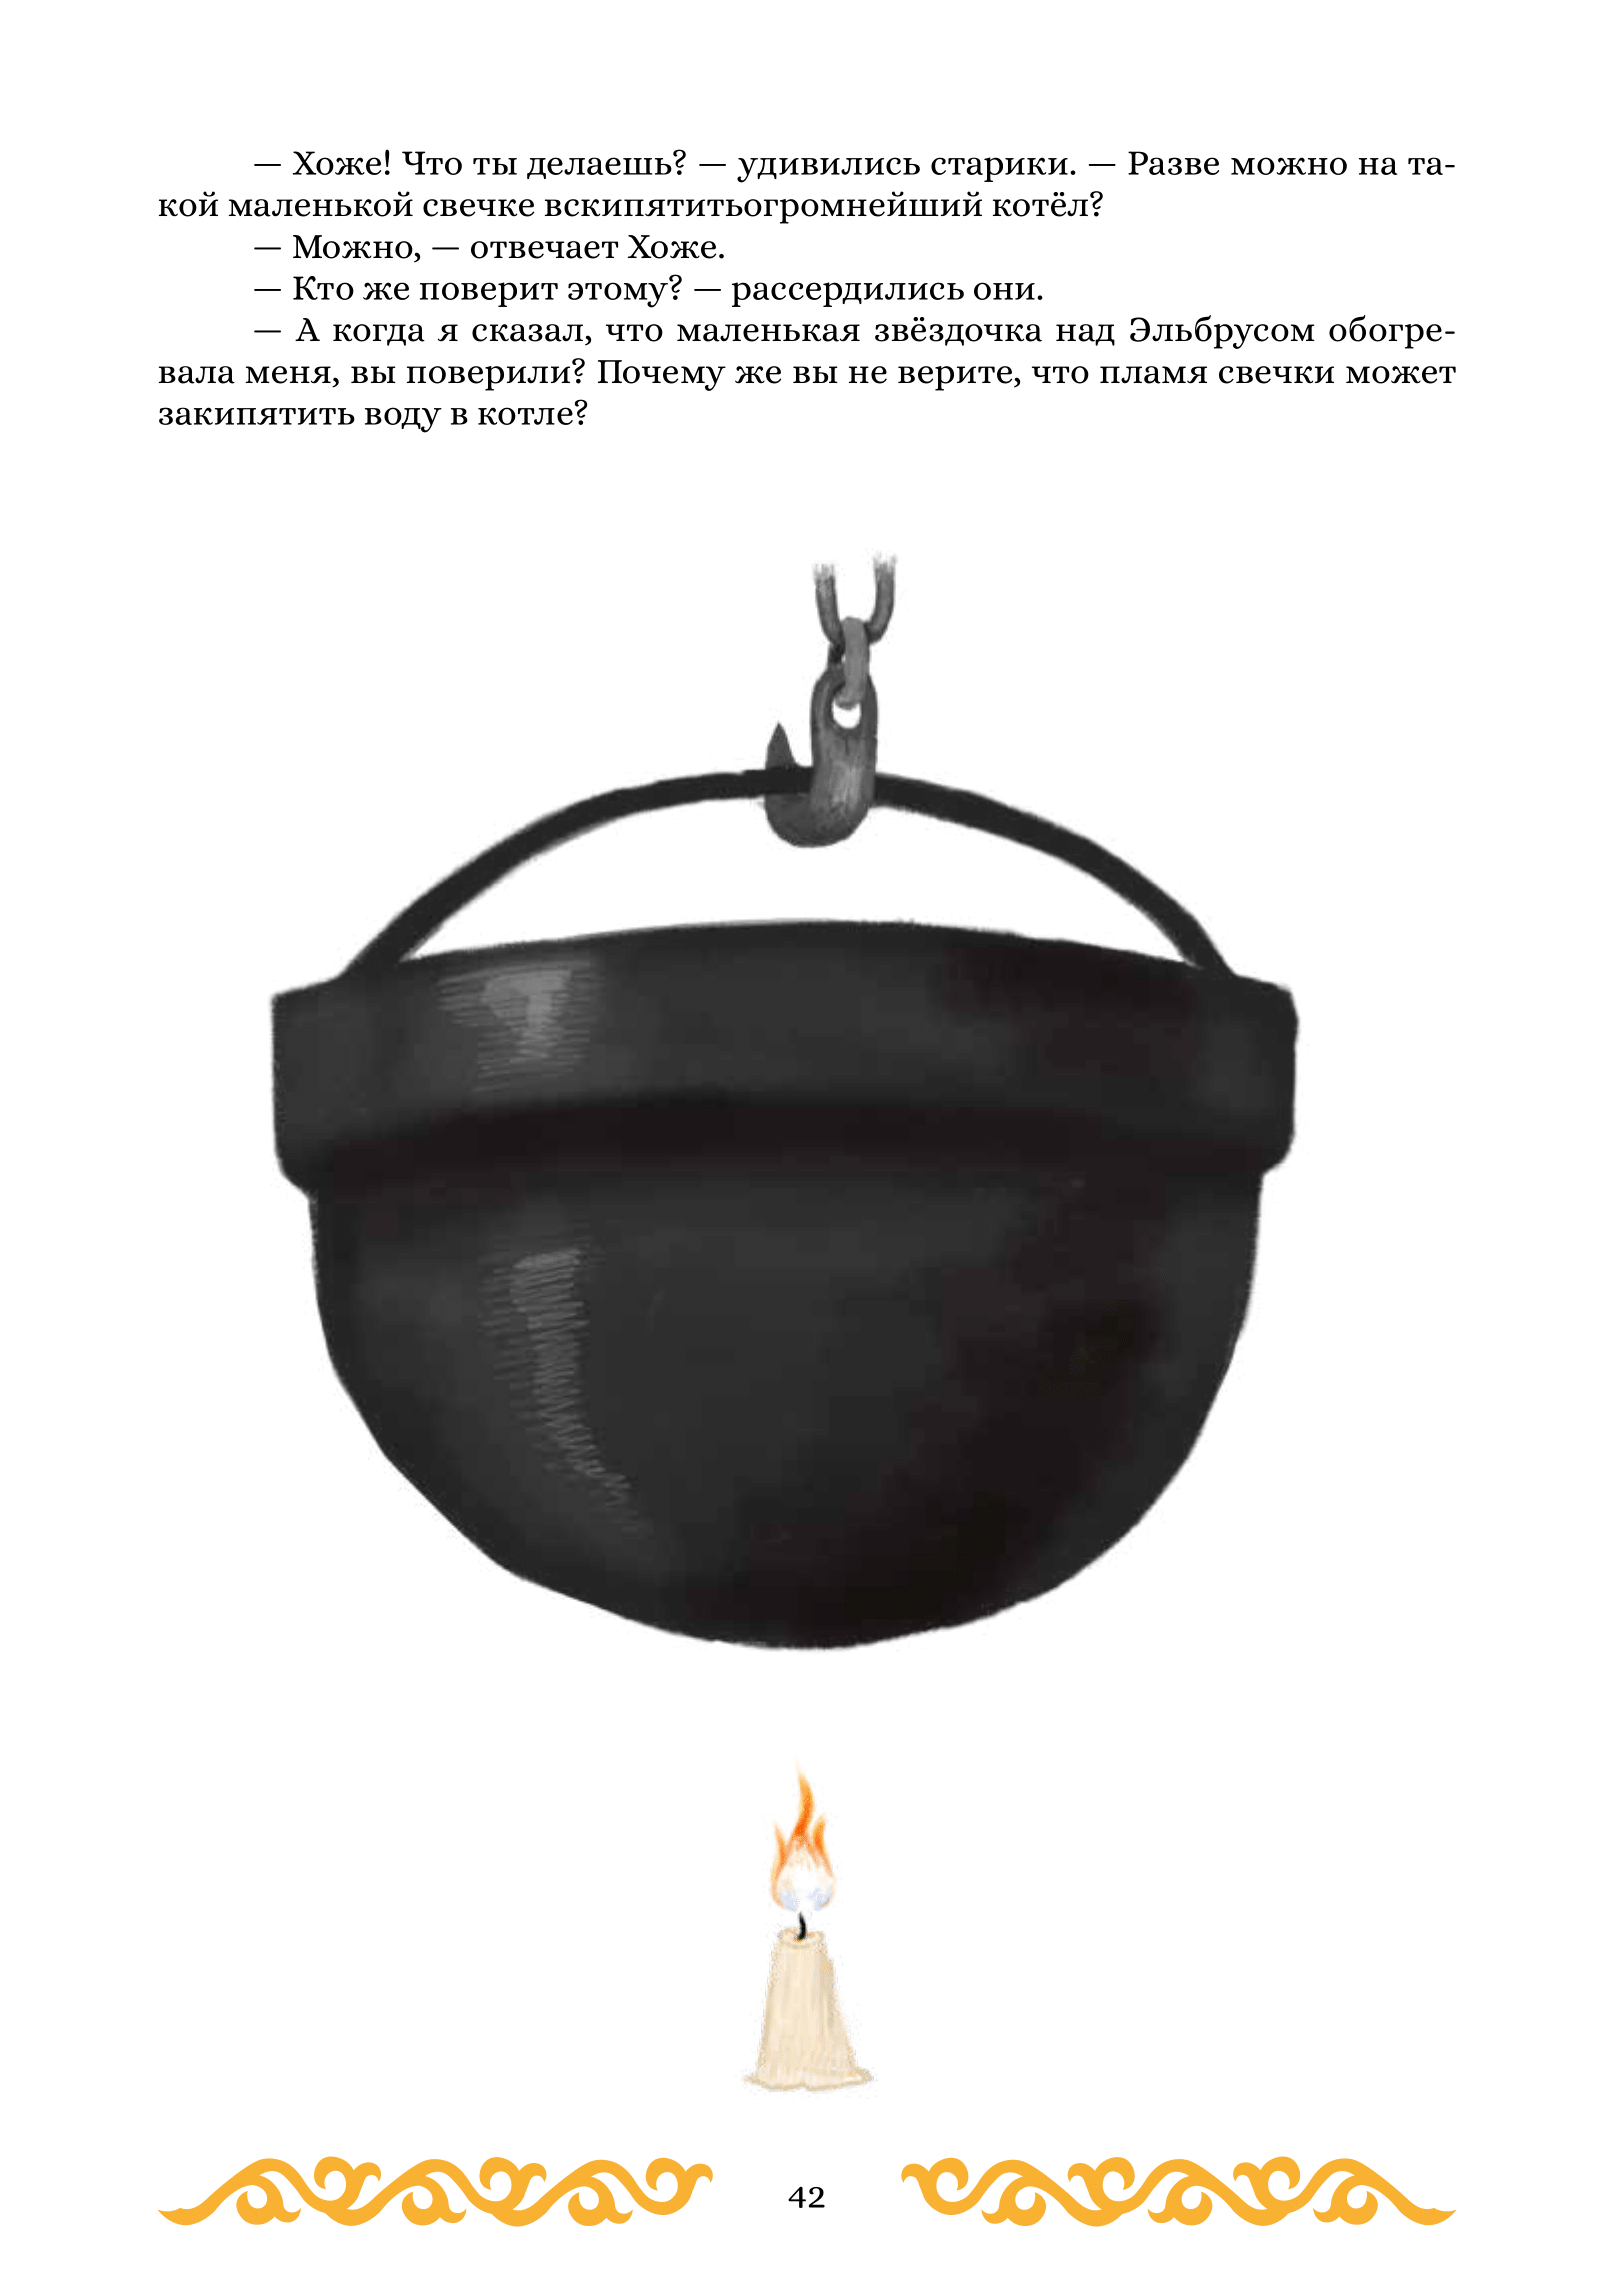 — Хоже! Что ты делаешь? — удивились старики. — Разве можно на та-
кой маленькой свечке вскипятитьогромнейший котёл?
— Можно, — отвечает Хоже.
— Кто же поверит этому? — рассердились они.
— А когда я сказал, что маленькая звёздочка над Эльбрусом обогре-
вала меня, вы поверили? Почему же вы не верите, что пламя свечки может
закипятить воду в котле?
42